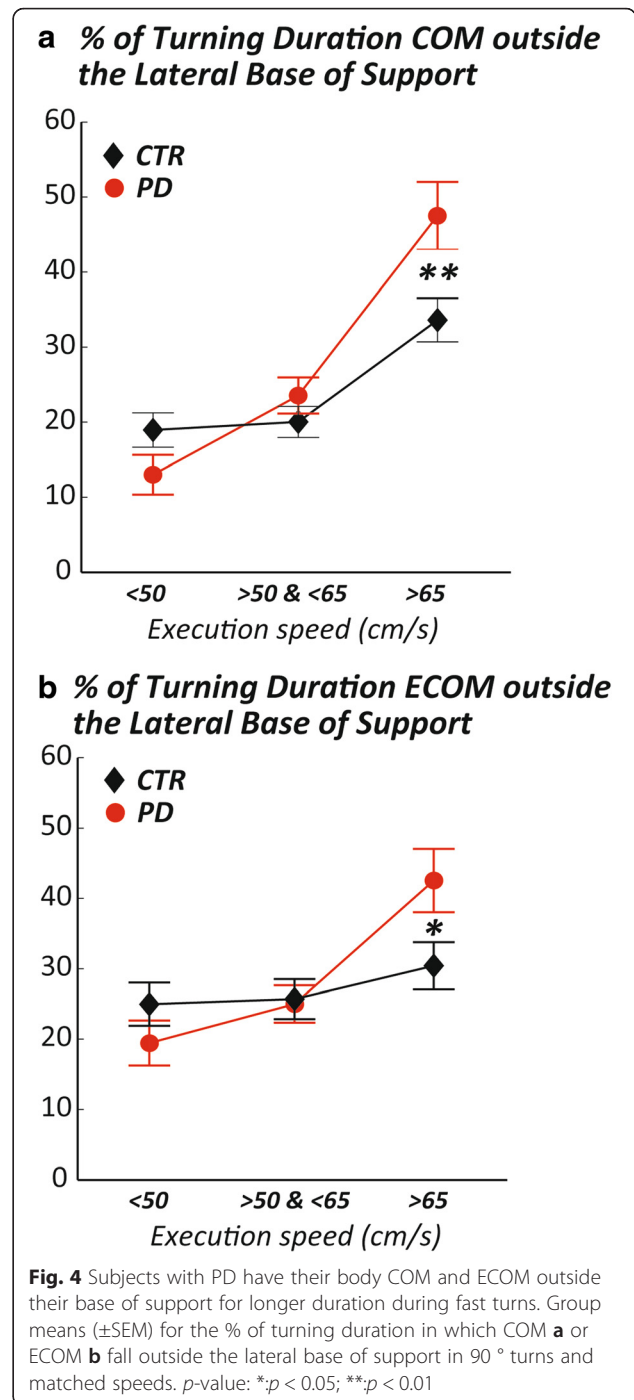 a % of Turning Duration COM outside
the Lateral Base of Support
60
50
40
30
20
10
0
CTR
PD
**
<50 >50 & <65 >65
Execution speed (cm/s)
b % of Turning Duration ECOM outside
the Lateral Base of Support
60
50
40
30
20
10
0
CTR
PD
*
<50 >50 & <65 >65
Execution speed (cm/s)
Fig. 4 Subjects with PD have their body COM and ECOM outside
their base of support for longer duration during fast turns. Group
means (±SEM) for the % of turning duration in which COM a or
ECOM b fall outside the lateral base of support in 90 ° turns and
matched speeds. p-value: *:p < 0.05; **:p < 0.01